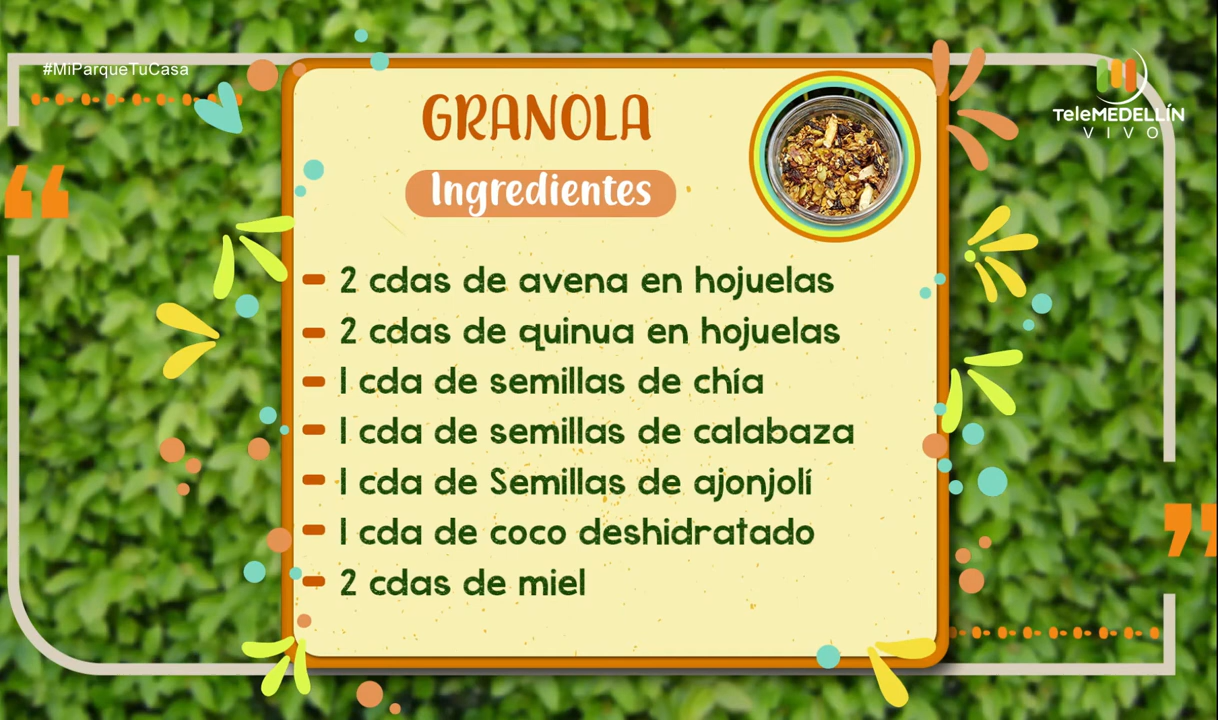 #MiParqueTuCasa
TeleMEDELLÍN
VIVO
GRANOLA
Ingredientes
- 2 cdas de avena en hojuelas
- 2 cdas de quinua en hojuelas
- 1 cda de semillas de chía
- 1 cda de semillas de calabaza
- 1 cda de Semillas de ajonjolí
- 1 cda de coco deshidratado
- 2 cdas de miel